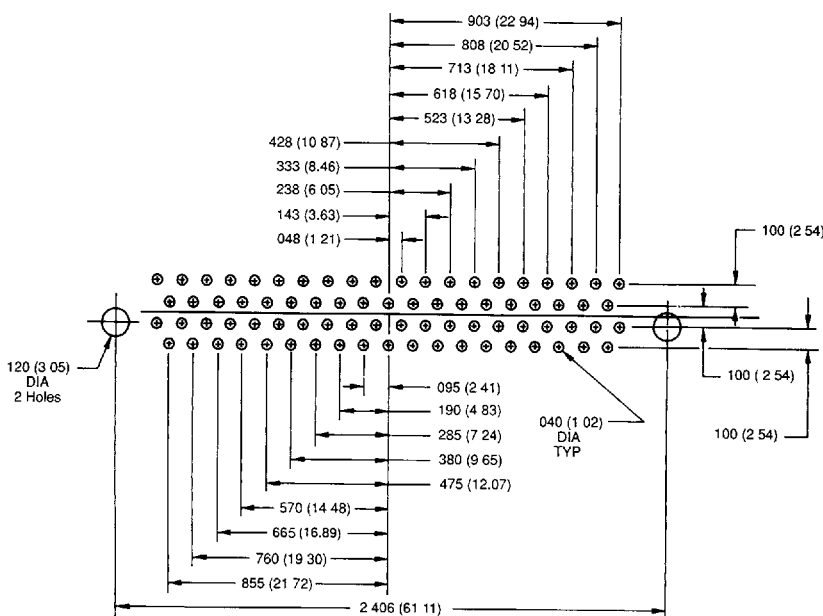 903 (22 94)
808 (20 52)
713 (18 11)
618 (15 70)
523 (13 28)
428 (10 87)
333 (8.46)
238 (6 05)
143 (3.63)
048 (1 21)
100 (2 54)
120 (3 05)
DIA
2 Holes
095 (2 41)
190 (4 83)
285 (7 24)
380 (9 65)
475 (12.07)
570 (14 48)
665 (16.89)
760 (19 30)
855 (21 72)
2 406 (61 11)
040 (1 02)
DIA
TYP
100 (2 54)
100 (2 54)